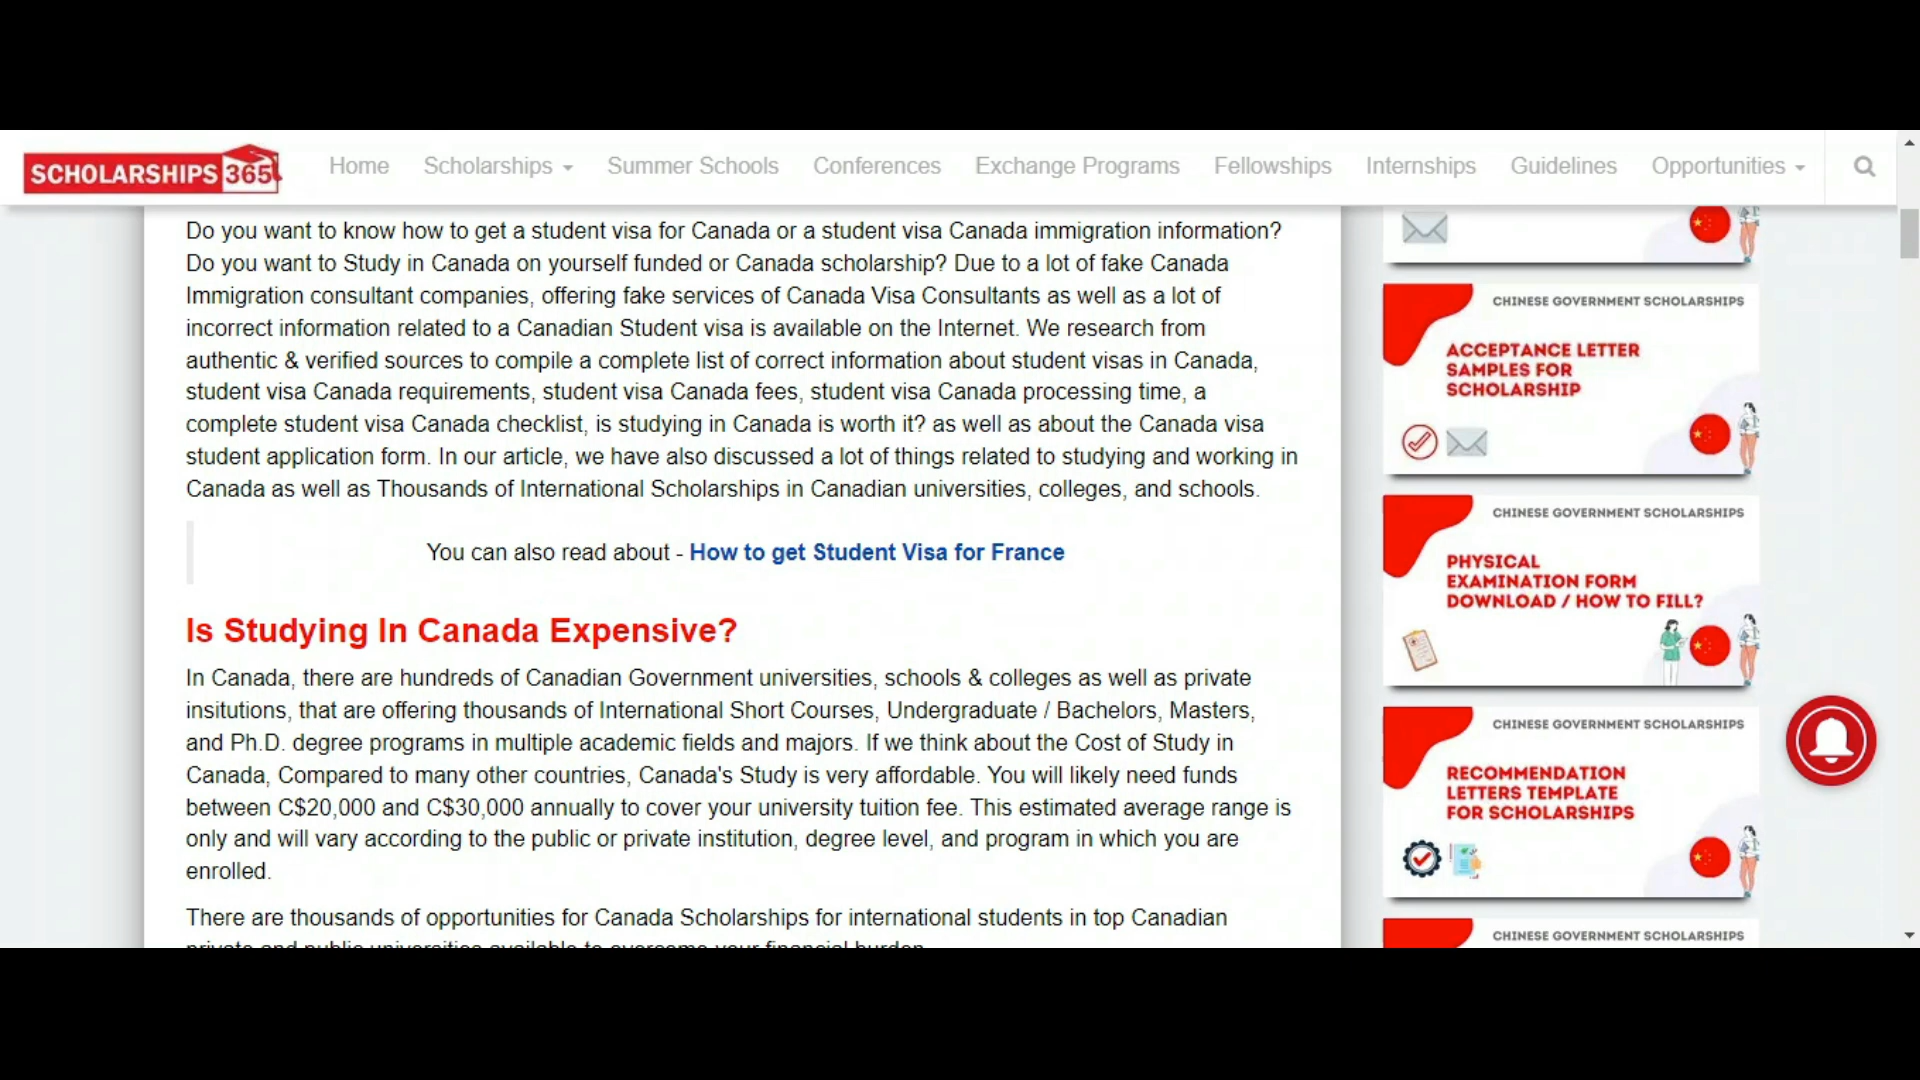 SCHOLARSHIPS 365
Home Scholarships Summer Schools Conferences Exchange Programs Fellowships Internships Guidelines Opportunities
Do you want to know how to get a student visa for Canada or a student visa Canada immigration information?
Do you want to Study in Canada on yourself funded or Canada scholarship? Due to a lot of fake Canada
Immigration consultant companies, offering fake services of Canada Visa Consultants as well as a lot of
incorrect information related to a Canadian Student visa is available on the Internet. We research from
authentic & verified sources to compile a complete list of correct information about student visas in Canada,
student visa Canada requirements, student visa Canada fees, student visa Canada processing time, a
complete student visa Canada checklist, is studying in Canada is worth it? as well as about the Canada visa
student application form. In our article, we have also discussed a lot of things related to studying and working in
Canada as well as Thousands of International Scholarships in Canadian universities, colleges, and schools.
You can also read about - How to get Student Visa for France
Is Studying In Canada Expensive?
In Canada, there are hundreds of Canadian Government universities, schools & colleges as well as private
insitutions, that are offering thousands of International Short Courses, Undergraduate / Bachelors, Masters,
and Ph.D. degree programs in multiple academic fields and majors. If we think about the Cost of Study in
Canada, Compared to many other countries, Canada's Study is very affordable. You will likely need funds
between C$20,000 and C$30,000 annually to cover your university tuition fee. This estimated average range is
only and will vary according to the public or private institution, degree level, and program in which you are
enrolled.
There are thousands of opportunities for Canada Scholarships for international students in top Canadian
private and public universities available to overcome your financial burden
CHINESE GOVERNMENT SCHOLARSHIPS
ACCEPTANCE LETTER
SAMPLES FOR
SCHOLARSHIP
CHINESE GOVERNMENT SCHOLARSHIPS
PHYSICAL
EXAMINATION FORM
DOWNLOAD / HOW TO FILL?
CHINESE GOVERNMENT SCHOLARSHIPS
RECOMMENDATION
LETTERS TEMPLATE
FOR SCHOLARSHIPS
CHINESE GOVERNMENT SCHOLARSHIPS